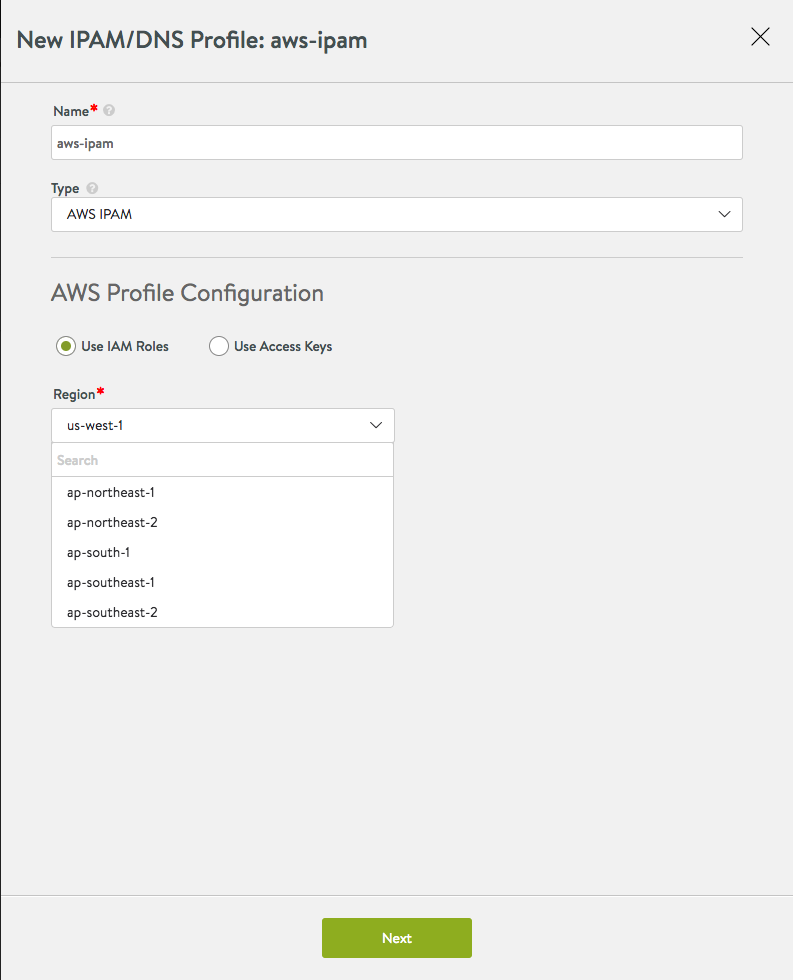 New IPAM/DNS Profile: aws-ipam
Name* ?
aws-ipam
Type ?
AWS IPAM
AWS Profile Configuration
Use IAM Roles Use Access Keys
Region*
us-west-1
Search
ap-northeast-1
ap-northeast-2
ap-south-1
ap-southeast-1
ap-southeast-2
Next